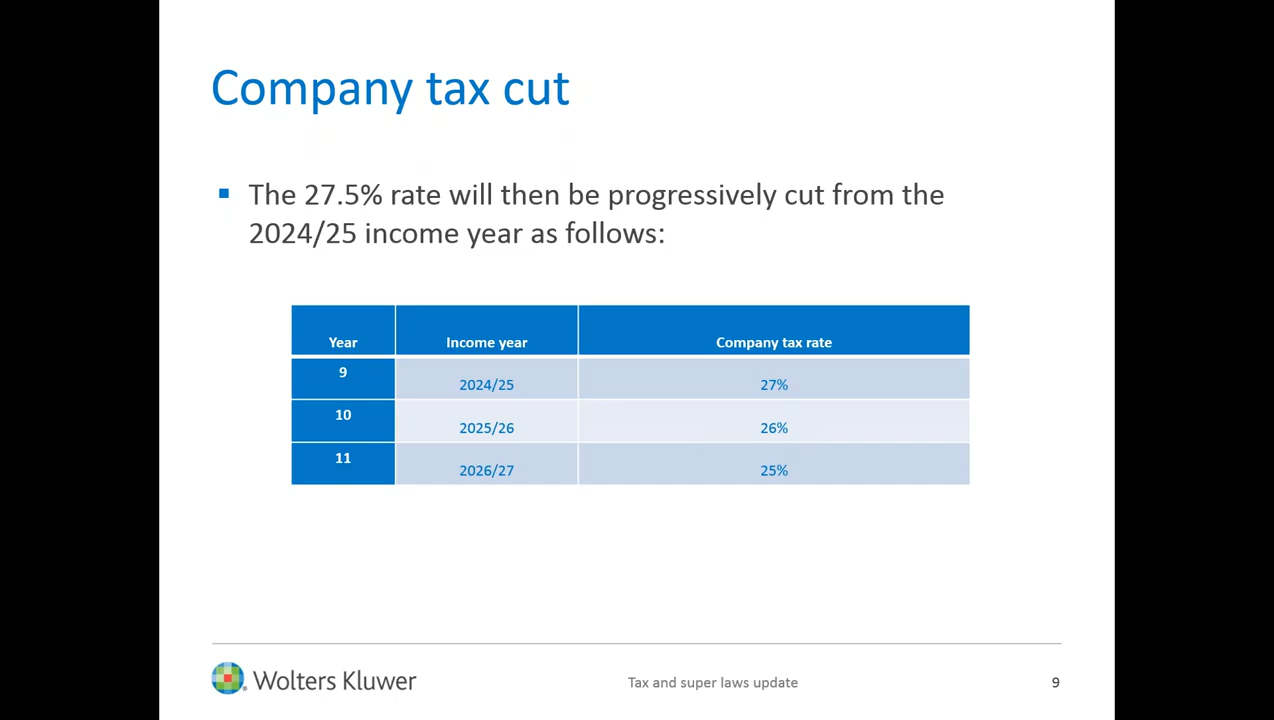 Company tax cut
The 27.5% rate will then be progressively cut from the
2024/25 income year as follows:
Year Income year Company tax rate
9 2024/25 27%
10 2025/26 26%
11 2026/27 25%
Wolters Kluwer Tax and super laws update 9